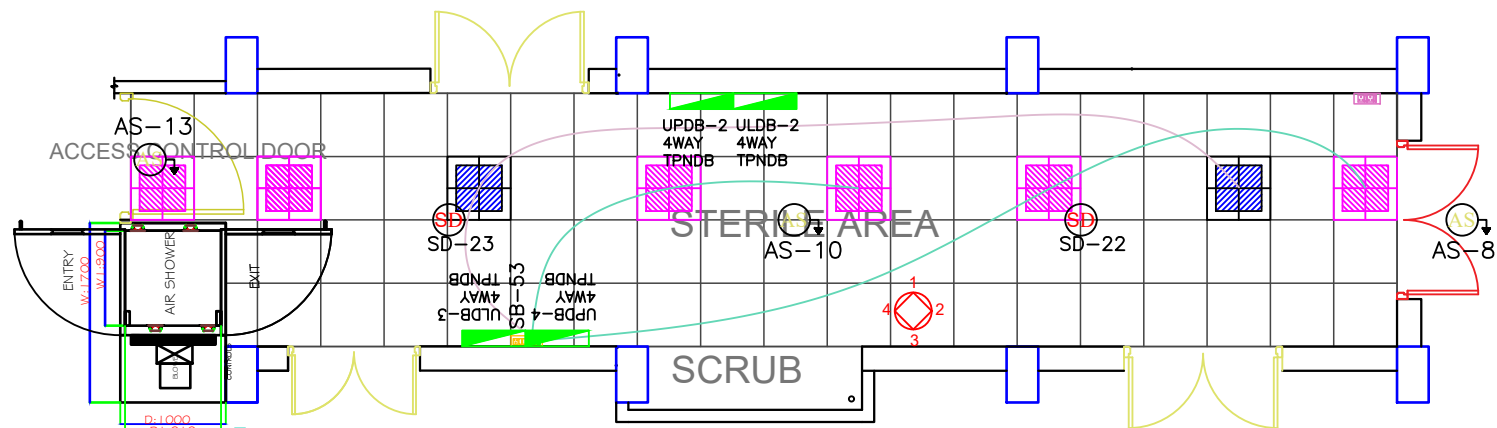 AS-13
ACCESS CONTROL DOOR
UPDB-2
4WAY
TPNDB
ULDB-2
4WAY
TPNDB
STERILE AREA
SD
SD-23
AS
AS-10
SD
SD-22
AS
AS-8
ENTRY
W:1700
W1:900
AIR SHOWER
EXIT
ULDB-3
4WAY
TPNDB
SB-53
UPDB-4
4WAY
TPNDB
1
4
2
3
SCRUB
D:1000